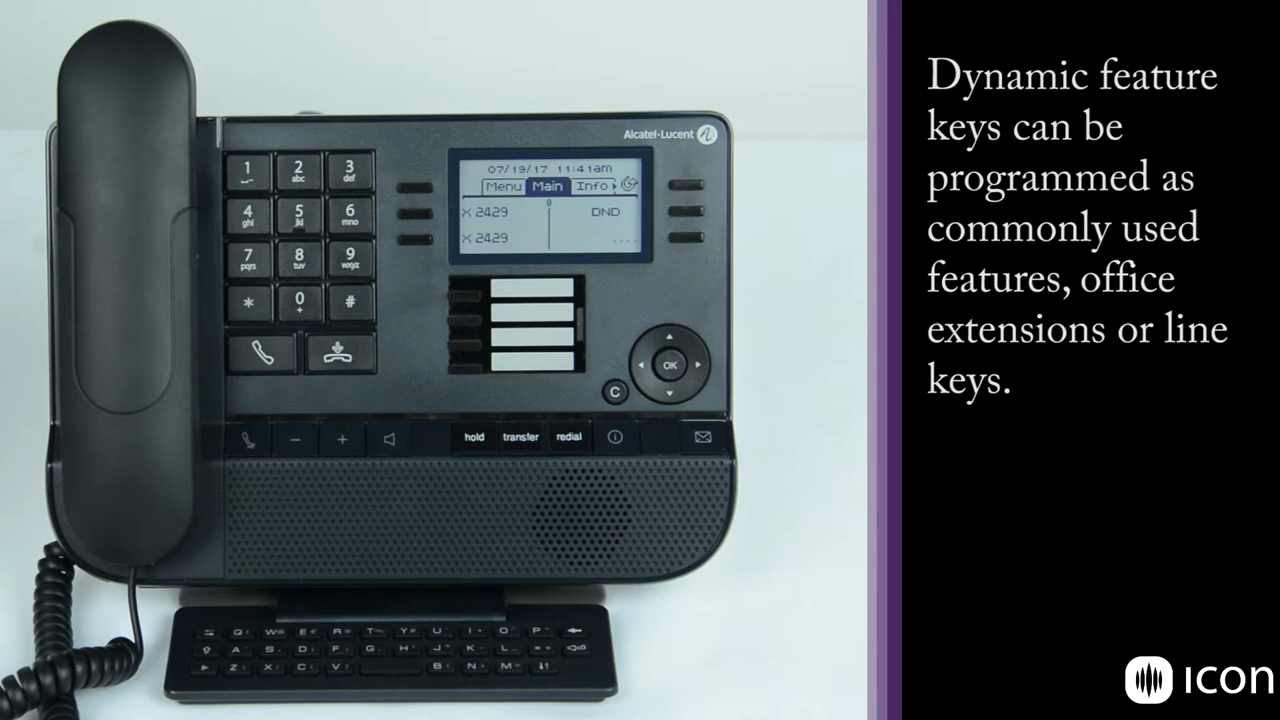 Dynamic feature
keys can be
programmed as
commonly used
features, office
extensions or line
keys.
Alcatel-Lucent
07/19/17 11:41am
Menu Main Info
0
X 2429 DND
X 2429 ....
1 2 abc 3 def
4 ghi 5 jkl 6 mno
7 pqrs 8 tuv 9 wxyz
* 0 + #
OK
C
- + hold transfer redial i
Q W E R T Y U I O P
A S D F G H J K L
Z X C V B N M
icon